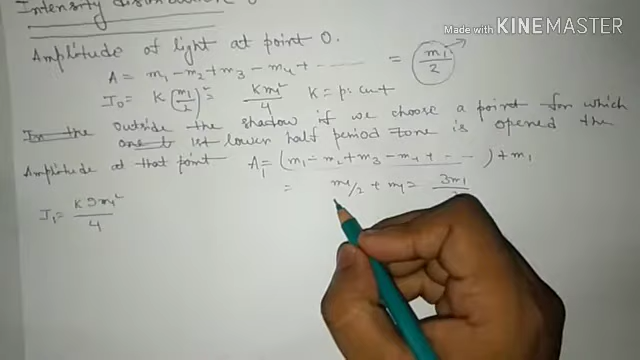 Made with KINEMASTER
Intensity distribution
Amplitude of light at point O.
A = m₁ - m₂ + m₃ - m₄ + ------ = m₁/2
I₀ = K (m₁/2)² = Km₁²/4 K = p. cut
In the outside the shadow if we choose a point for which
one b 1st lower half period zone is opened the
Amplitude at that point A₁ = (m₁ - m₂ + m₃ - m₄ + - -- ) + m₁
= m₁/2 + m₁ = 3m₁/
I₁ = K9m₁²/4